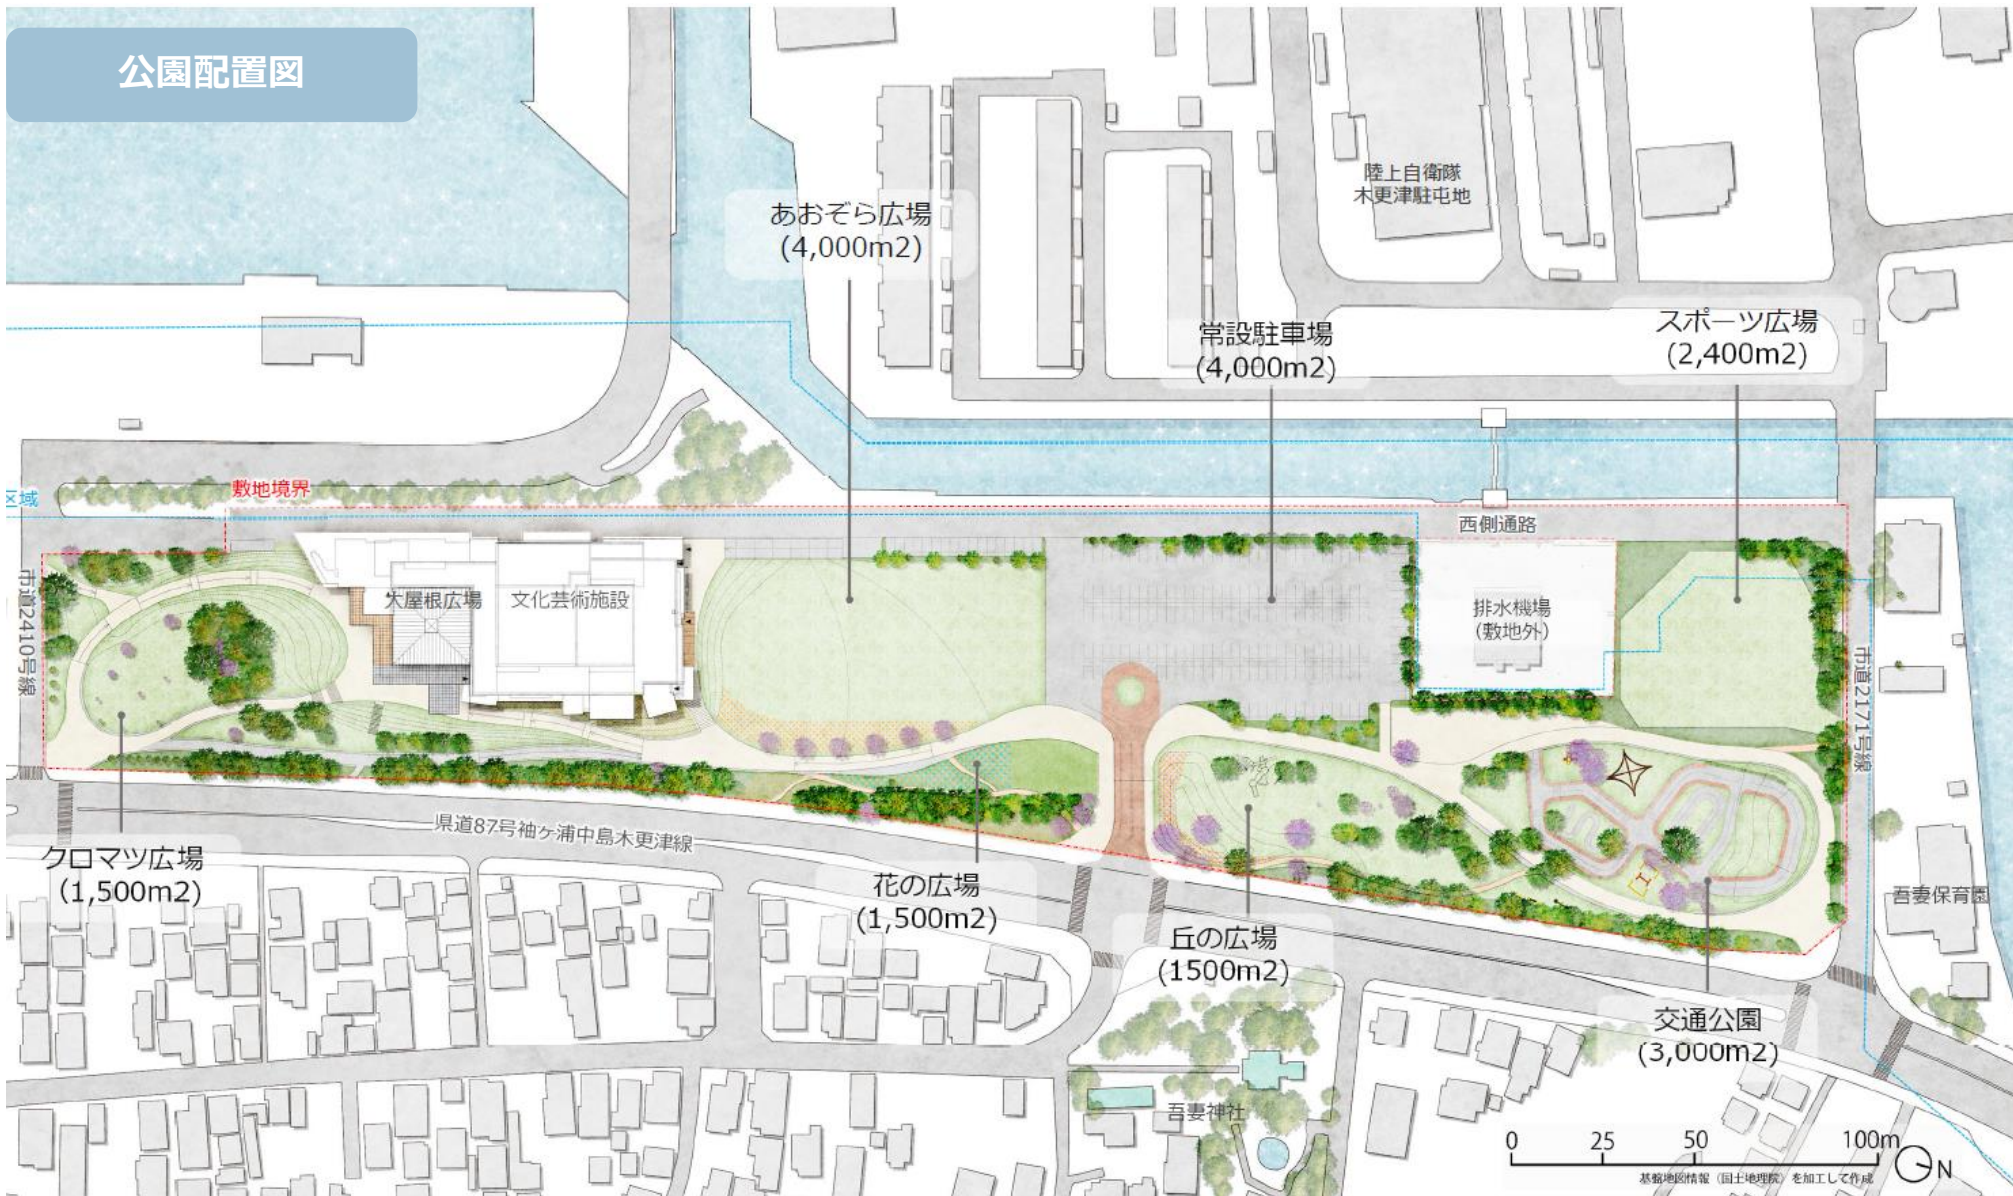 公園配置図
陸上自衛隊
木更津駐屯地
あおぞら広場
(4,000m2)
常設駐車場
(4,000m2)
スポーツ広場
(2,400m2)
区域
敷地境界
西側通路
市道2410号線
大屋根広場
文化芸術施設
排水機場
(敷地外)
市道2171号線
県道87号袖ヶ浦中島木更津線
クロマツ広場
(1,500m2)
花の広場
(1,500m2)
丘の広場
(1500m2)
吾妻保育園
交通公園
(3,000m2)
吾妻神社
0 25 50 100m
N
基盤地図情報（国土地理院）を加工して作成